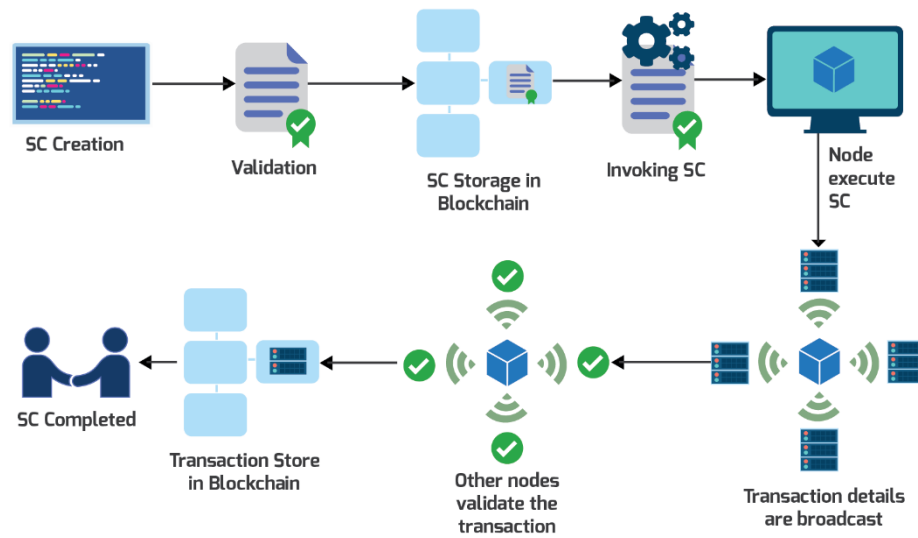 SC Creation
Validation
SC Storage in
Blockchain
Invoking SC
Node
execute
SC
SC Completed
Transaction Store
in Blockchain
Other nodes
validate the
transaction
Transaction details
are broadcast